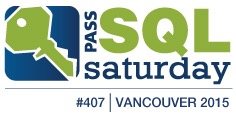 PASS SQL
saturday
#407 | VANCOUVER 2015